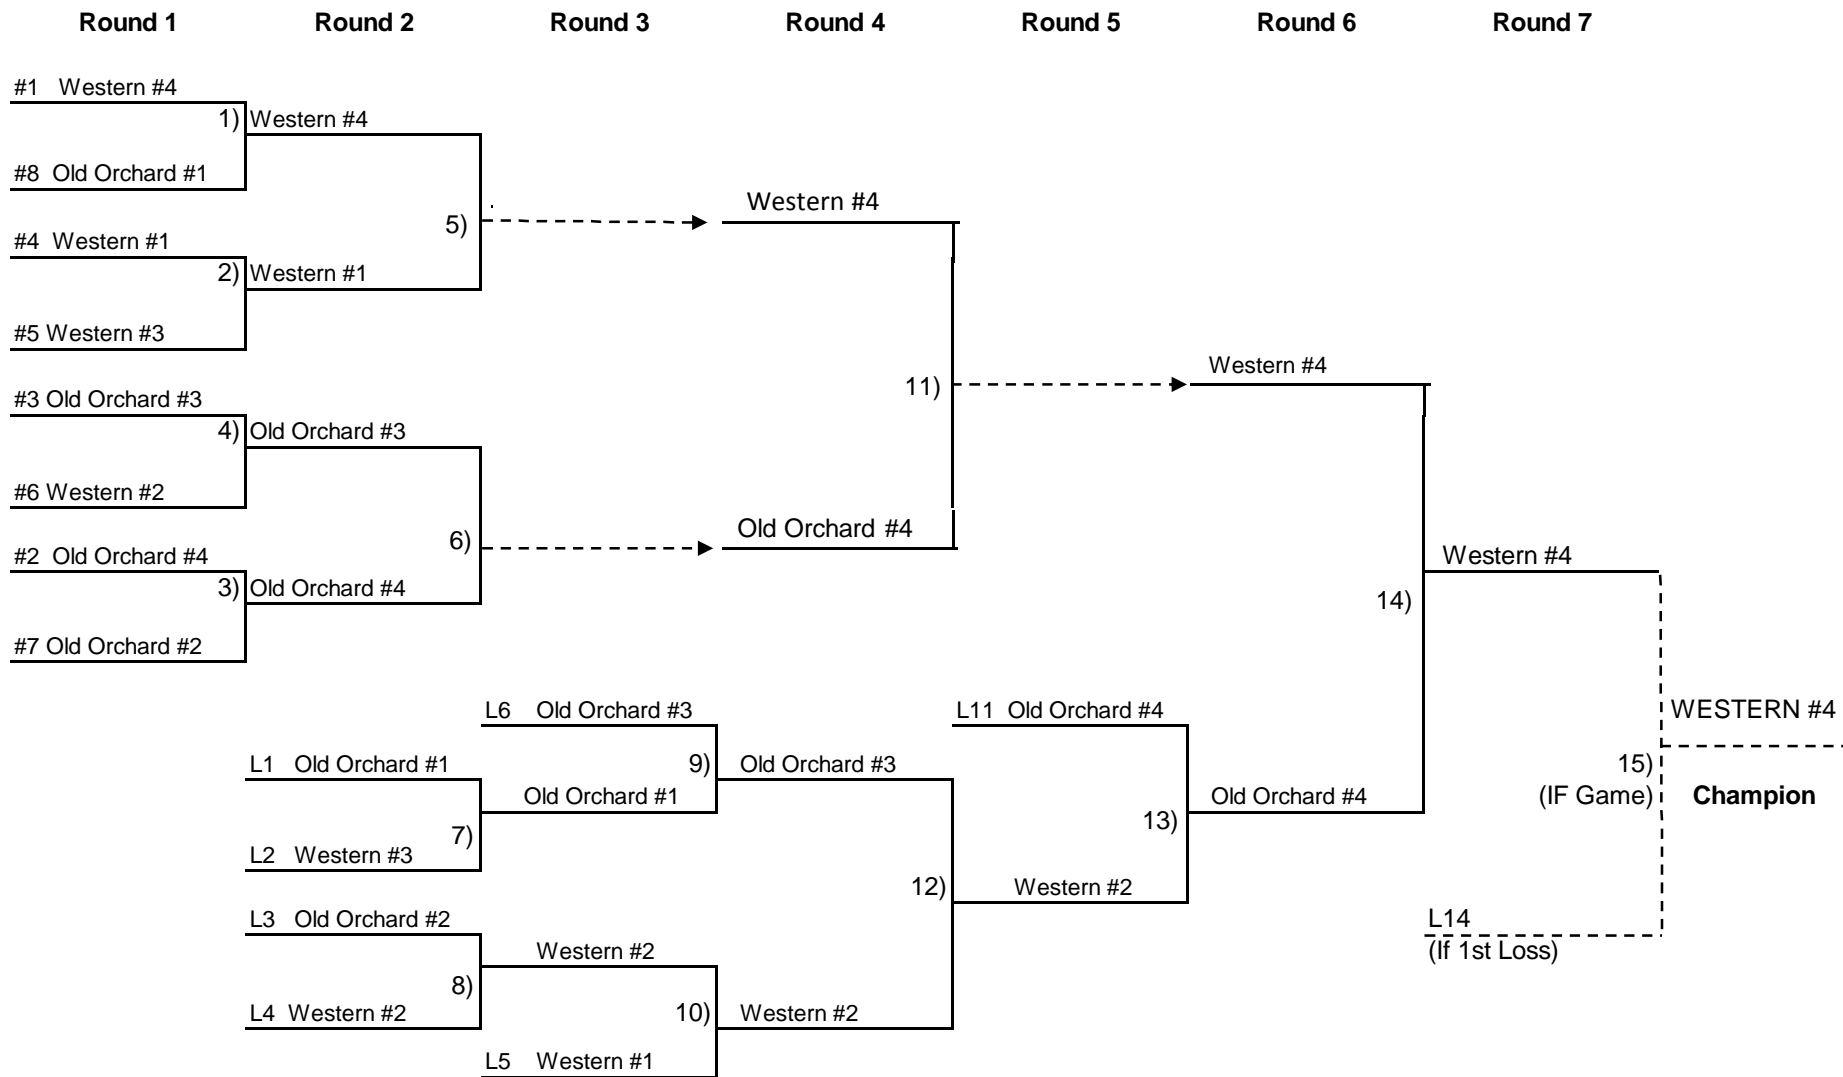 Round 1 Round 2 Round 3 Round 4 Round 5 Round 6 Round 7
#1 Western #4
1) Western #4
#8 Old Orchard #1
Western #4
5)
#4 Western #1
2) Western #1
#5 Western #3
Western #4
11)
#3 Old Orchard #3
4) Old Orchard #3
#6 Western #2
Old Orchard #4
6)
#2 Old Orchard #4
Western #4
3) Old Orchard #4
14)
#7 Old Orchard #2
L6 Old Orchard #3
L11 Old Orchard #4
WESTERN #4
L1 Old Orchard #1
9) Old Orchard #3
15)
Old Orchard #1
Old Orchard #4
(IF Game)
Champion
7)
13)
L2 Western #3
12)
Western #2
L3 Old Orchard #2
L14
Western #2
(If 1st Loss)
8)
L4 Western #2
10) Western #2
L5 Western #1